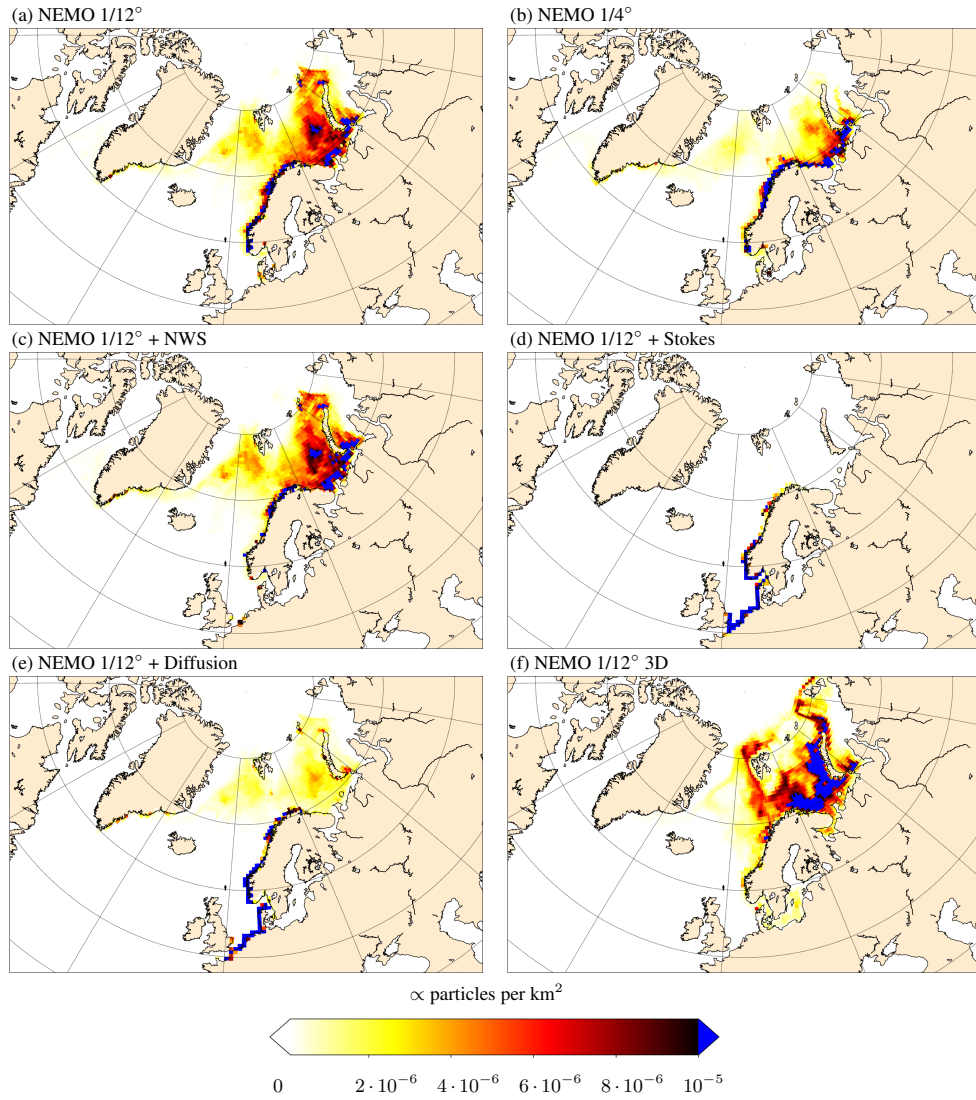 (a) NEMO 1/12°
(b) NEMO 1/4°
(c) NEMO 1/12° + NWS
(d) NEMO 1/12° + Stokes
(e) NEMO 1/12° + Diffusion
(f) NEMO 1/12° 3D
∝ particles per km²
0 2·10⁻⁶ 4·10⁻⁶ 6·10⁻⁶ 8·10⁻⁶ 10⁻⁵